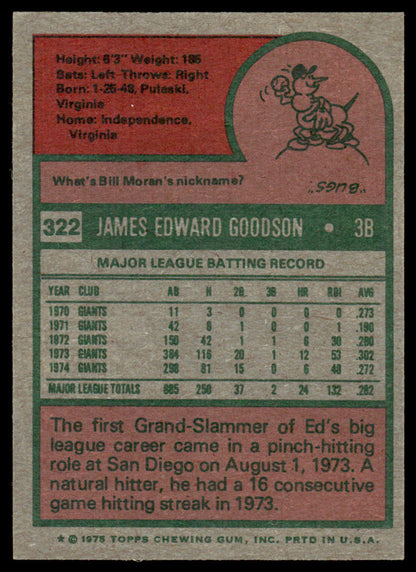 Height: 6'3" Weight: 185
Bats: Left Throws: Right
Born: 1-25-48, Pulaski,
Virginia
Home: Independence,
Virginia
What's Bill Moran's nickname?
"BUGS"
322 JAMES EDWARD GOODSON • 3B
MAJOR LEAGUE BATTING RECORD
YEAR CLUB AB H 2B 3B HR RBI AVG
1970 GIANTS 11 3 0 0 0 0 .273
1971 GIANTS 42 8 1 0 0 1 .190
1972 GIANTS 150 42 1 1 6 30 .280
1973 GIANTS 384 116 20 1 12 53 .302
1974 GIANTS 298 81 15 0 6 48 .272
MAJOR LEAGUE TOTALS 885 250 37 2 24 132 .282
The first Grand-Slammer of Ed's big
league career came in a pinch-hitting
role at San Diego on August 1, 1973. A
natural hitter, he had a 16 consecutive
game hitting streak in 1973.
★ © 1975 TOPPS CHEWING GUM, INC. PRTD IN U.S.A.